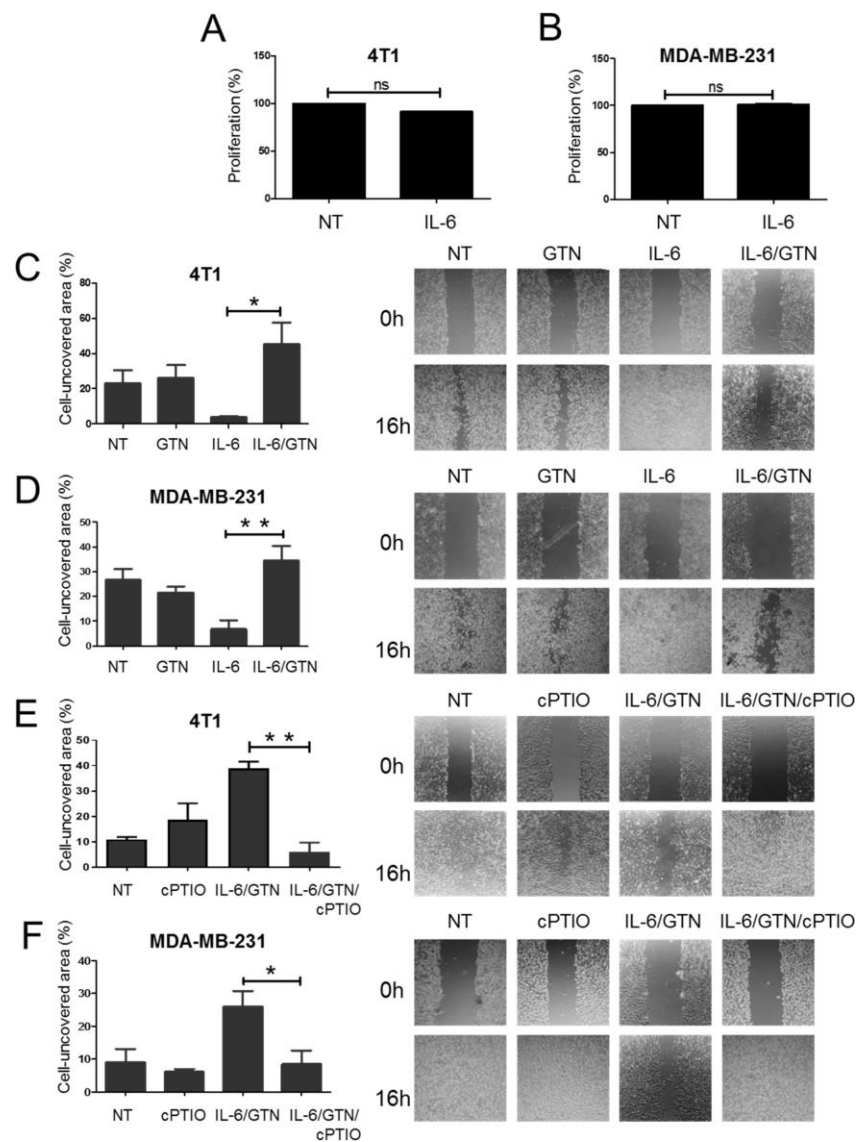 A
4T1
Proliferation (%)
150
100
50
0
ns
NT IL-6
B
MDA-MB-231
Proliferation (%)
150
100
50
0
ns
NT IL-6
C
4T1
Cell-uncovered area (%)
80
60
40
20
0
*
NT GTN IL-6 IL-6/GTN
NT GTN IL-6 IL-6/GTN
0h
16h
D
MDA-MB-231
Cell-uncovered area (%)
50
40
30
20
10
0
* *
NT GTN IL-6 IL-6/GTN
NT GTN IL-6 IL-6/GTN
0h
16h
E
4T1
Cell-uncovered area (%)
50
40
30
20
10
0
* *
NT cPTIO IL-6/GTN IL-6/GTN/
cPTIO
NT cPTIO IL-6/GTN IL-6/GTN/cPTIO
0h
16h
F
MDA-MB-231
Cell-uncovered area (%)
40
30
20
10
0
*
NT cPTIO IL-6/GTN IL-6/GTN/
cPTIO
NT cPTIO IL-6/GTN IL-6/GTN/cPTIO
0h
16h